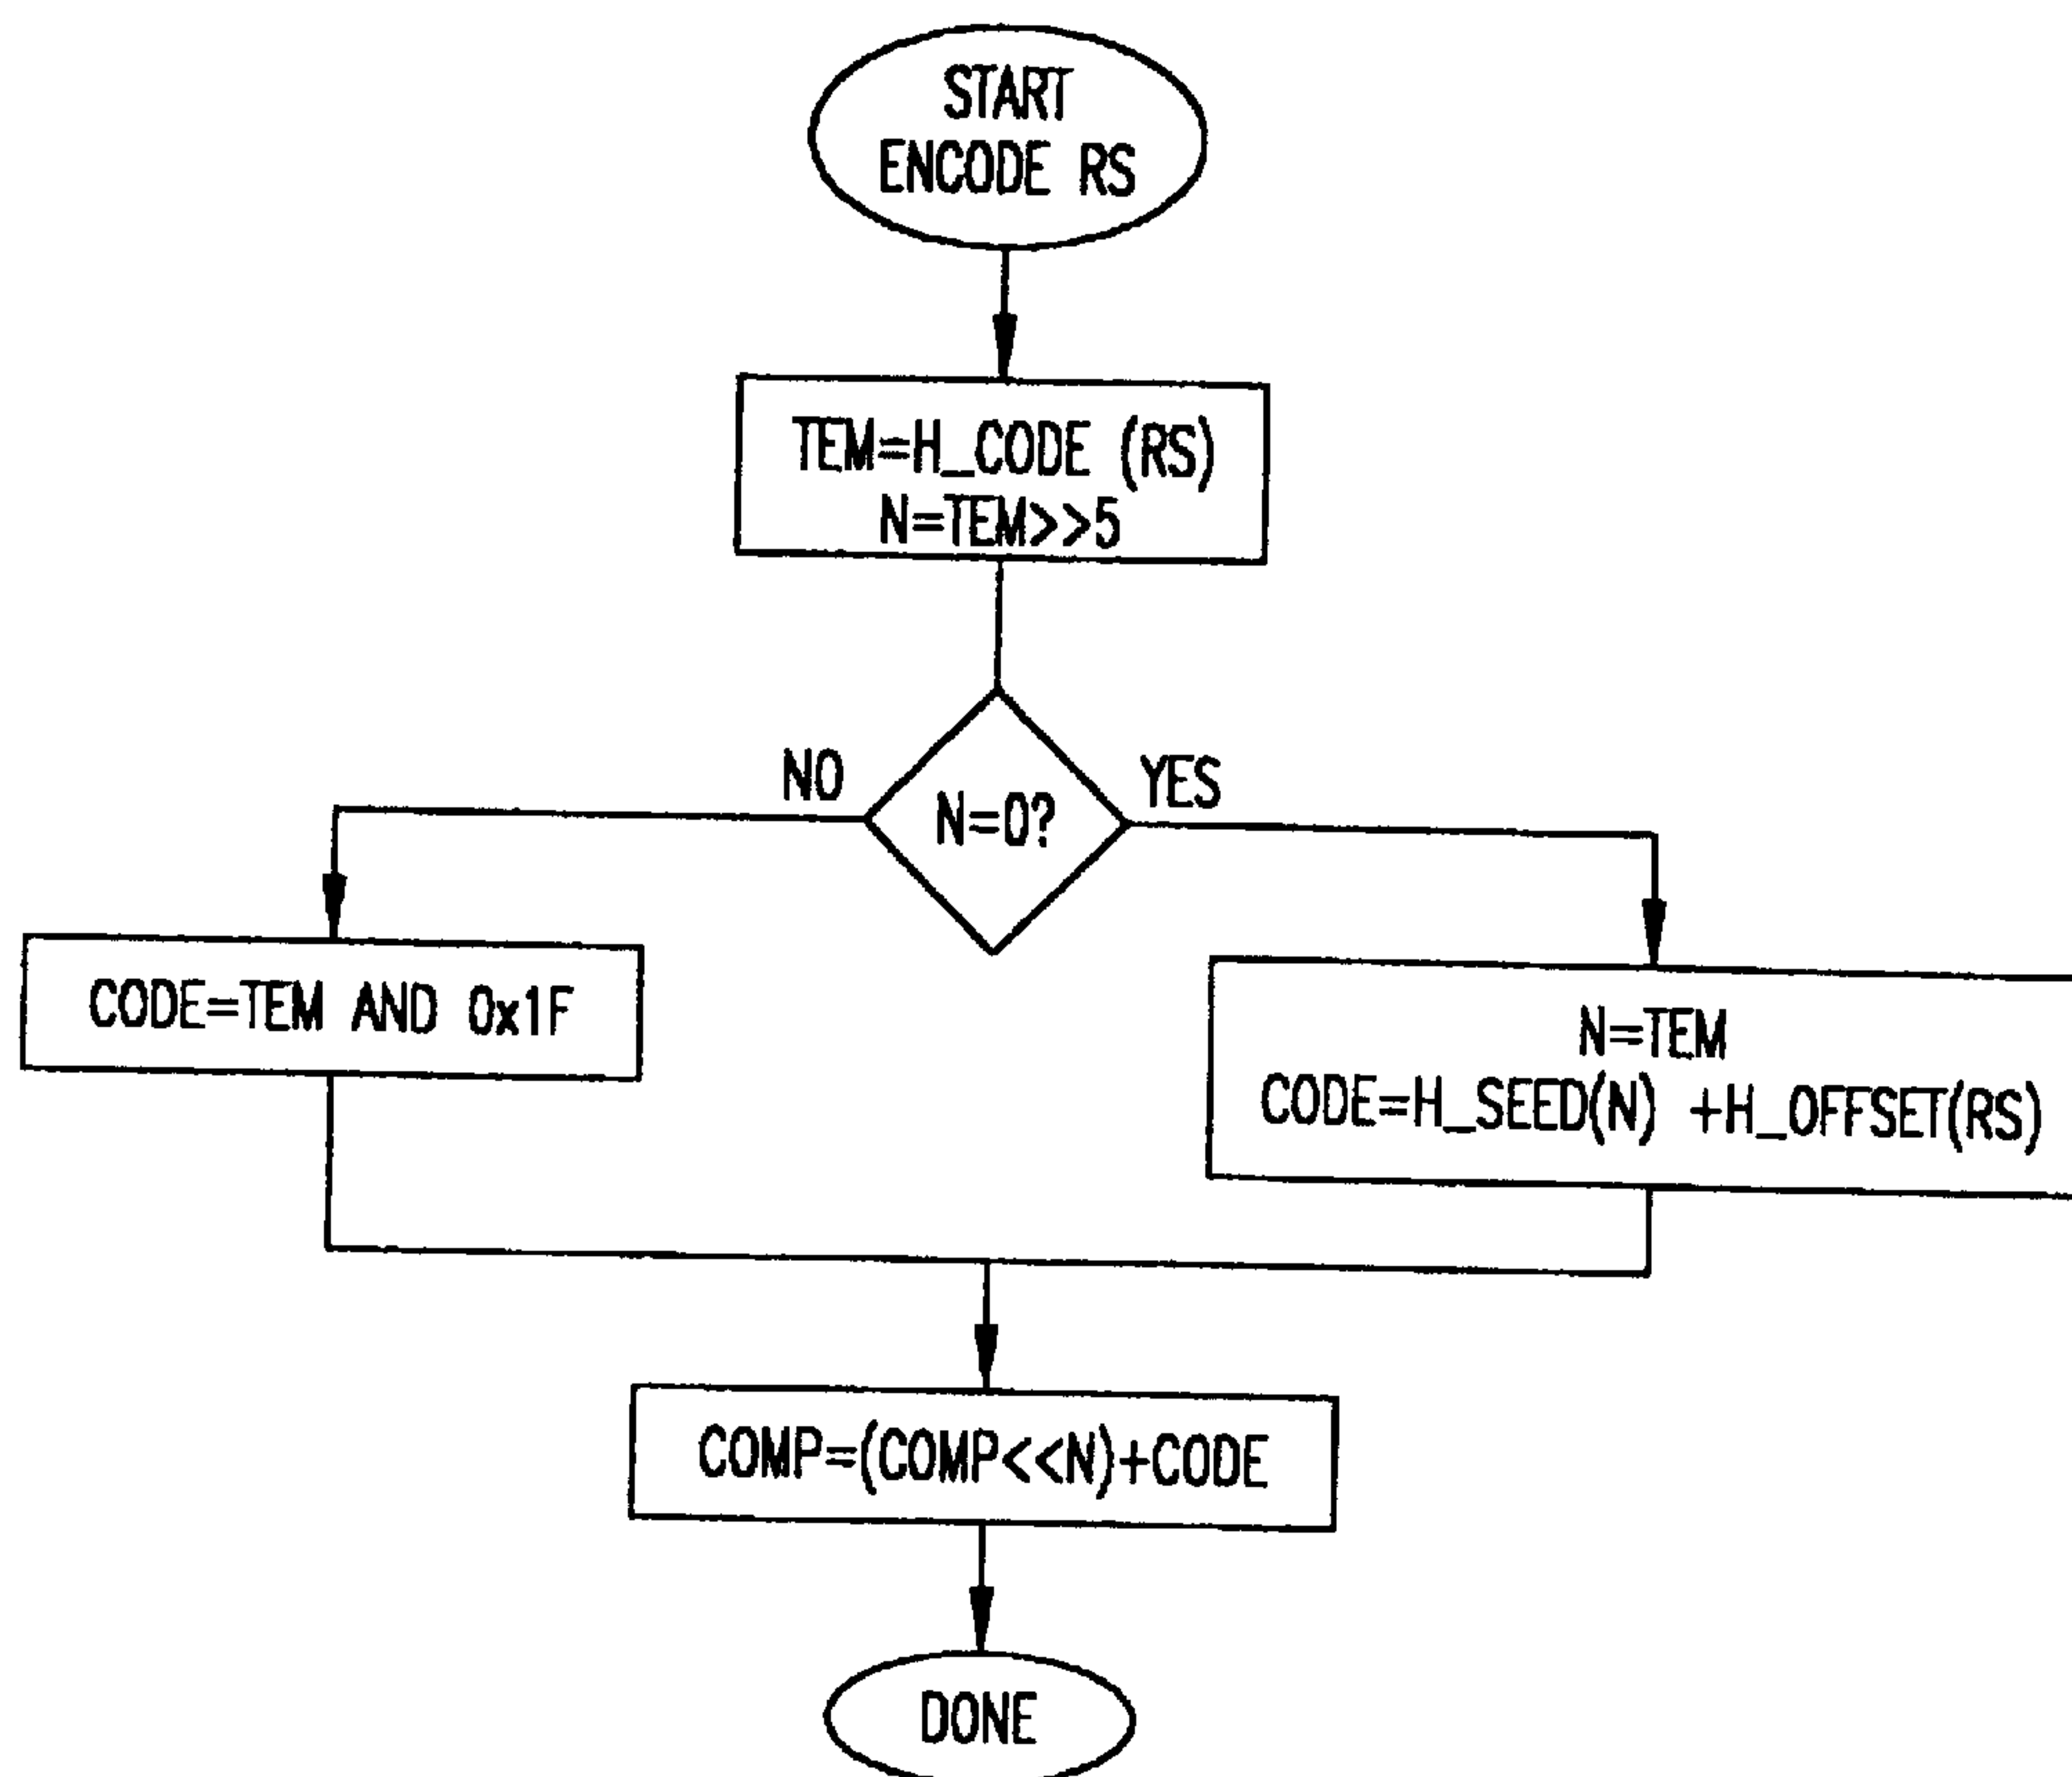 START
ENCODE RS
TEM=H_CODE (RS)
N=TEM>>5
NO
YES
N=0?
CODE=TEM AND 0x1F
N=TEM
CODE=H_SEED(N) +H_OFFSET(RS)
COMP=(COMP<<N)+CODE
DONE